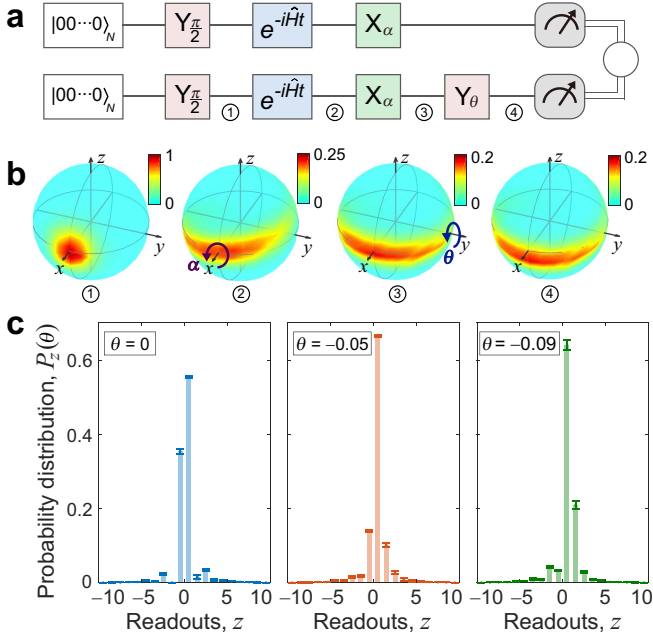 a
|00···0⟩N Yπ/2 e^-iĤt Xα
|00···0⟩N Yπ/2 ① e^-iĤt ② Xα ③ Yθ ④
b
z 1 z 0.25 z 0.2 z 0.2
0 0 0 0
x y x α y x θ y x y
① ② ③ ④
c
Probability distribution, Pz(θ)
0.6
0.4
0.2
0
θ = 0
θ = −0.05
θ = −0.09
−10 −5 0 5 10 −10 −5 0 5 10 −10 −5 0 5 10
Readouts, z Readouts, z Readouts, z